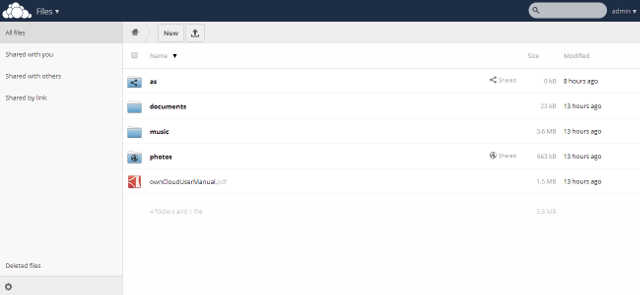 Files ▾ admin ▾
All files
Shared with you
Shared with others
Shared by link
Deleted files
New
Name ▼ Size Modified
as Shared 0 kB 8 hours ago
documents 23 kB 13 hours ago
music 3.6 MB 13 hours ago
photos Shared 663 kB 13 hours ago
ownCloudUserManual.pdf 1.5 MB 13 hours ago
4 folders and 1 file 5.8 MB